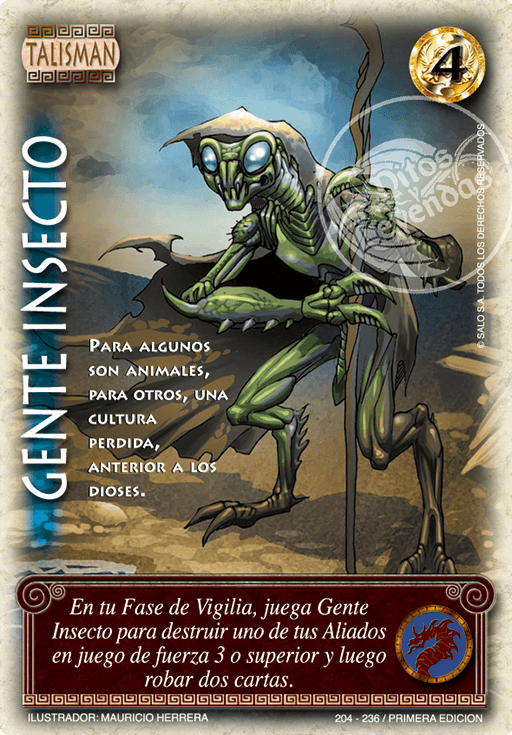 TALISMAN
4
Mitos
y
Leyendas
GENTE INSECTO
© SALO S.A. TODOS LOS DERECHOS RESERVADOS
PARA ALGUNOS
SON ANIMALES,
PARA OTROS, UNA
CULTURA
PERDIDA,
ANTERIOR A LOS
DIOSES.
En tu Fase de Vigilia, juega Gente
Insecto para destruir uno de tus Aliados
en juego de fuerza 3 o superior y luego
robar dos cartas.
ILUSTRADOR: MAURICIO HERRERA
204 - 236 / PRIMERA EDICION